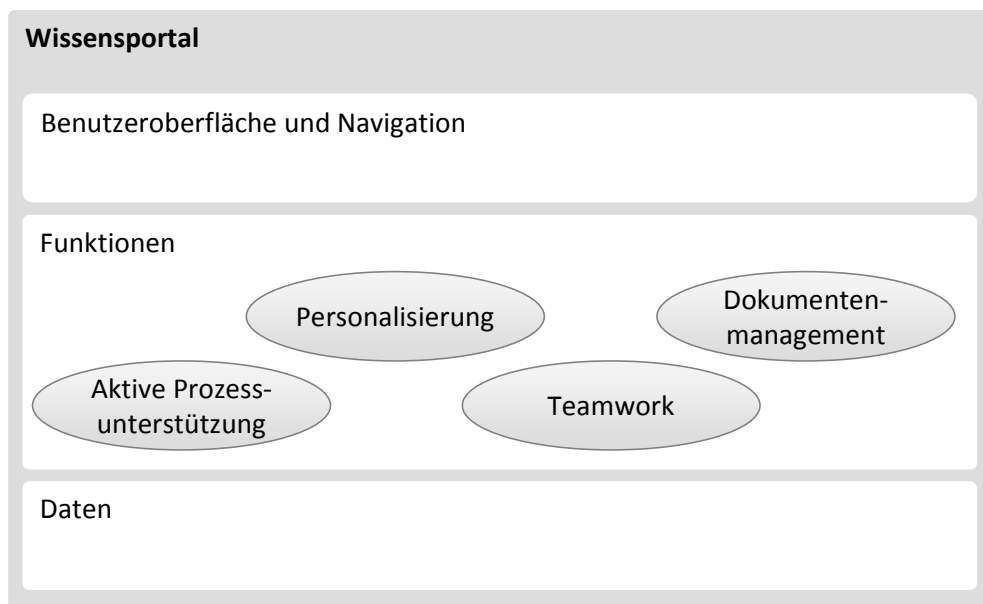 Wissensportal
Benutzeroberfläche und Navigation
Funktionen
Personalisierung
Dokumenten-
management
Aktive Prozess-
unterstützung
Teamwork
Daten